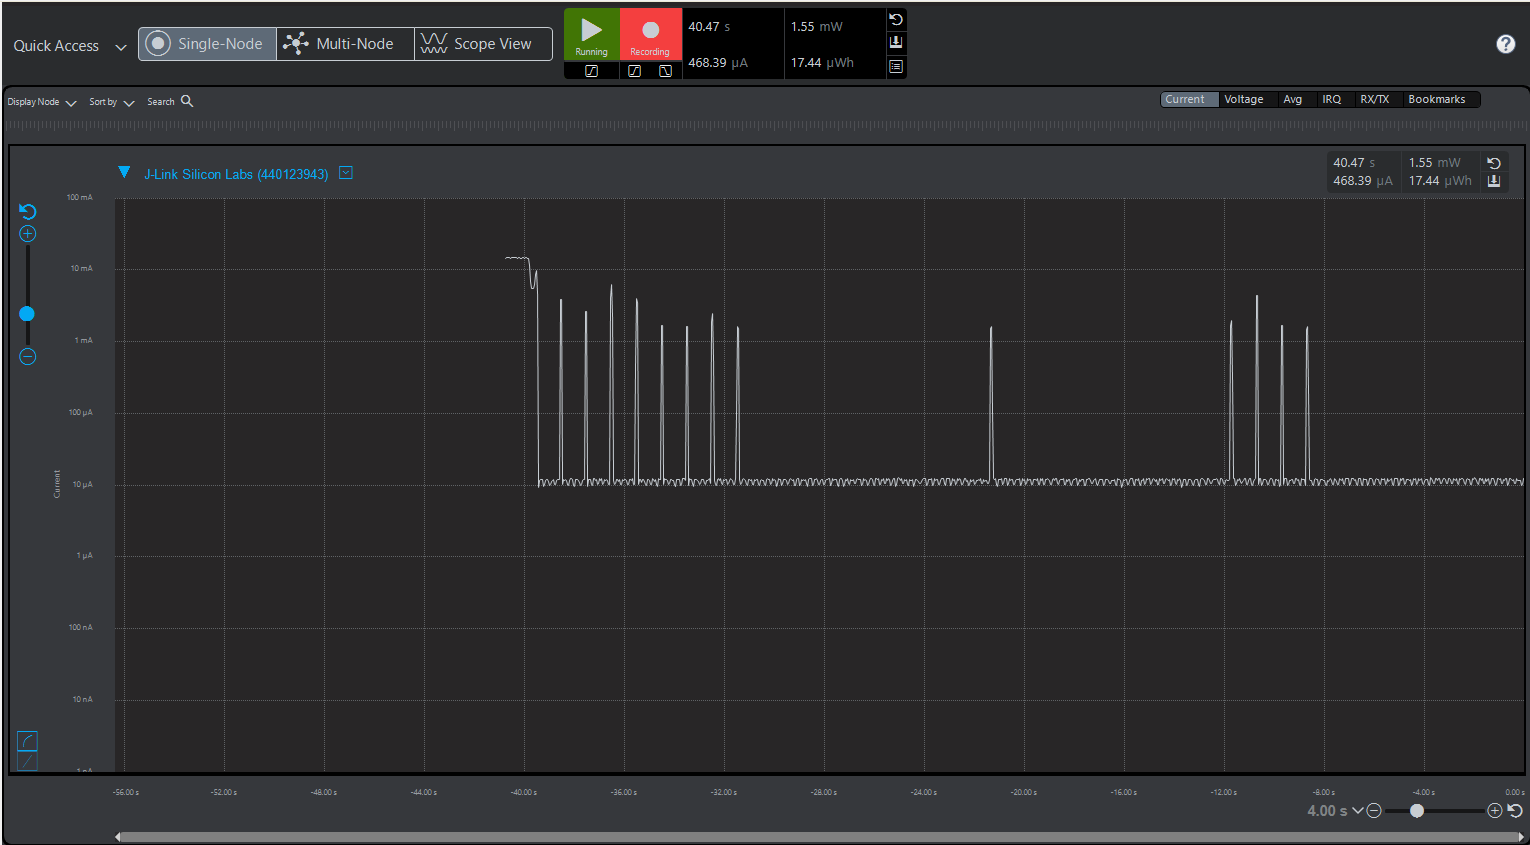 Quick Access
Single-Node
Multi-Node
Scope View
Running
Recording
40.47 s
1.55 mW
468.39 µA
17.44 µWh
Display Node
Sort by
Search
Current
Voltage
Avg
IRQ
RX/TX
Bookmarks
J-Link Silicon Labs (440123943)
40.47 s
1.55 mW
468.39 µA
17.44 µWh
100 mA
10 mA
1 mA
100 µA
10 µA
1 µA
100 nA
10 nA
Current
-56.00 s
-52.00 s
-48.00 s
-44.00 s
-40.00 s
-36.00 s
-32.00 s
-28.00 s
-24.00 s
-20.00 s
-16.00 s
-12.00 s
-8.00 s
-4.00 s
0.00 s
4.00 s